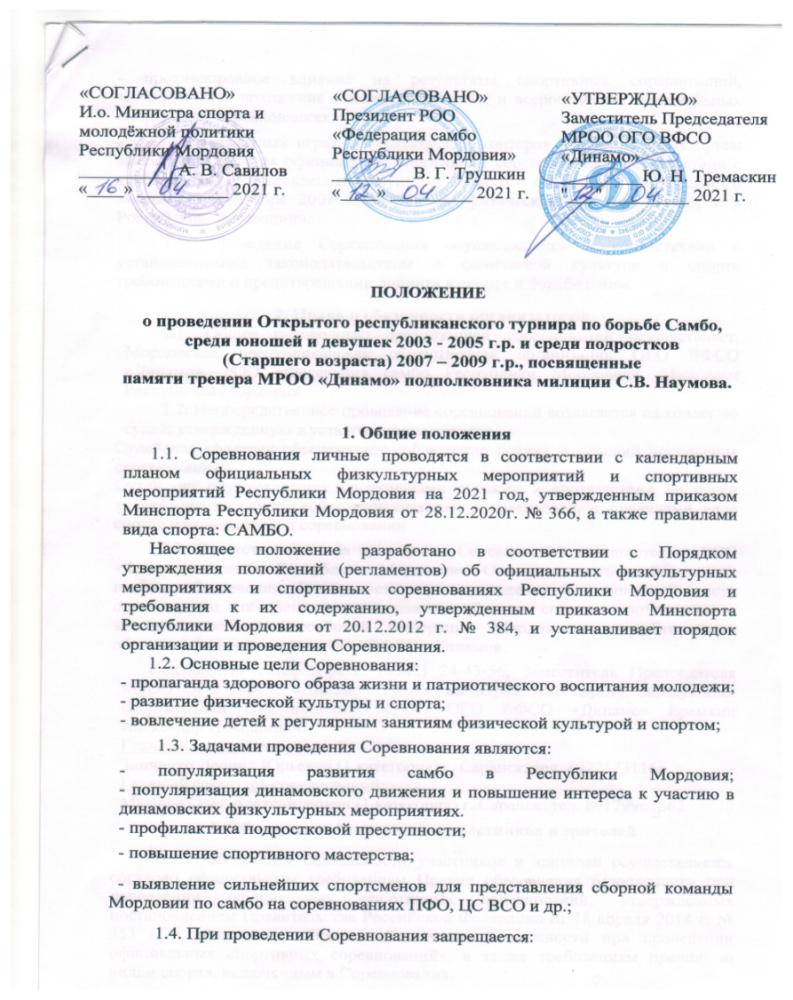 «СОГЛАСОВАНО»
И.о. Министра спорта и
молодёжной политики
Республики Мордовия
____________А. В. Савилов
« 16 » 04 2021 г.
«СОГЛАСОВАНО»
Президент РОО
«Федерация самбо
Республики Мордовия»
__________В. Г. Трушкин
« 12 » 04 2021 г.
«УТВЕРЖДАЮ»
Заместитель Председателя
МРОО ОГО ВФСО
«Динамо»
__________ Ю. Н. Тремаскин
" 12 " 04 2021 г.
ПОЛОЖЕНИЕ
о проведении Открытого республиканского турнира по борьбе Самбо,
среди юношей и девушек 2003 - 2005 г.р. и среди подростков
(Старшего возраста) 2007 – 2009 г.р., посвященные
памяти тренера МРОО «Динамо» подполковника милиции С.В. Наумова.
1. Общие положения
1.1. Соревнования личные проводятся в соответствии с календарным
планом официальных физкультурных мероприятий и спортивных
мероприятий Республики Мордовия на 2021 год, утвержденным приказом
Минспорта Республики Мордовия от 28.12.2020г. № 366, а также правилами
вида спорта: САМБО.
Настоящее положение разработано в соответствии с Порядком
утверждения положений (регламентов) об официальных физкультурных
мероприятиях и спортивных соревнованиях Республики Мордовия и
требования к их содержанию, утвержденным приказом Минспорта
Республики Мордовия от 20.12.2012 г. № 384, и устанавливает порядок
организации и проведения Соревнования.
1.2. Основные цели Соревнования:
- пропаганда здорового образ жизни и патриотического воспитания молодежи;
- развитие физической культуры и спорта;
- вовлечение детей к регулярным занятиям физической культурой и спортом;
1.3. Задачами проведения Соревнования являются:
- популяризация развития самбо в Республики Мордовия;
- популяризация динамовского движения и повышение интереса к участию в
динамовских физкультурных мероприятиях.
- профилактика подростковой преступности;
- повышение спортивного мастерства;
- выявление сильнейших спортсменов для представления сборной команды
Мордовии по самбо на соревнованиях ПФО, ЦС ВСО и др.;
1.4. При проведении Соревнования запрещается: